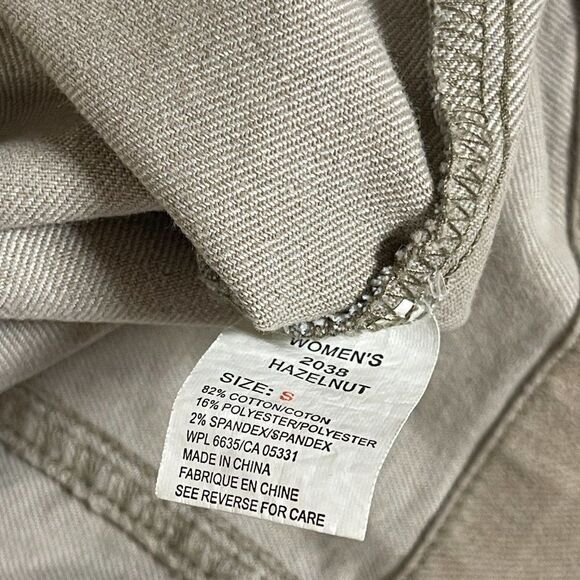 WOMEN'S
2038
HAZELNUT
SIZE: S
82% COTTON/COTON
16% POLYESTER/POLYESTER
2% SPANDEX/SPANDEX
WPL 6635/CA 05331
MADE IN CHINA
FABRIQUE EN CHINE
SEE REVERSE FOR CARE